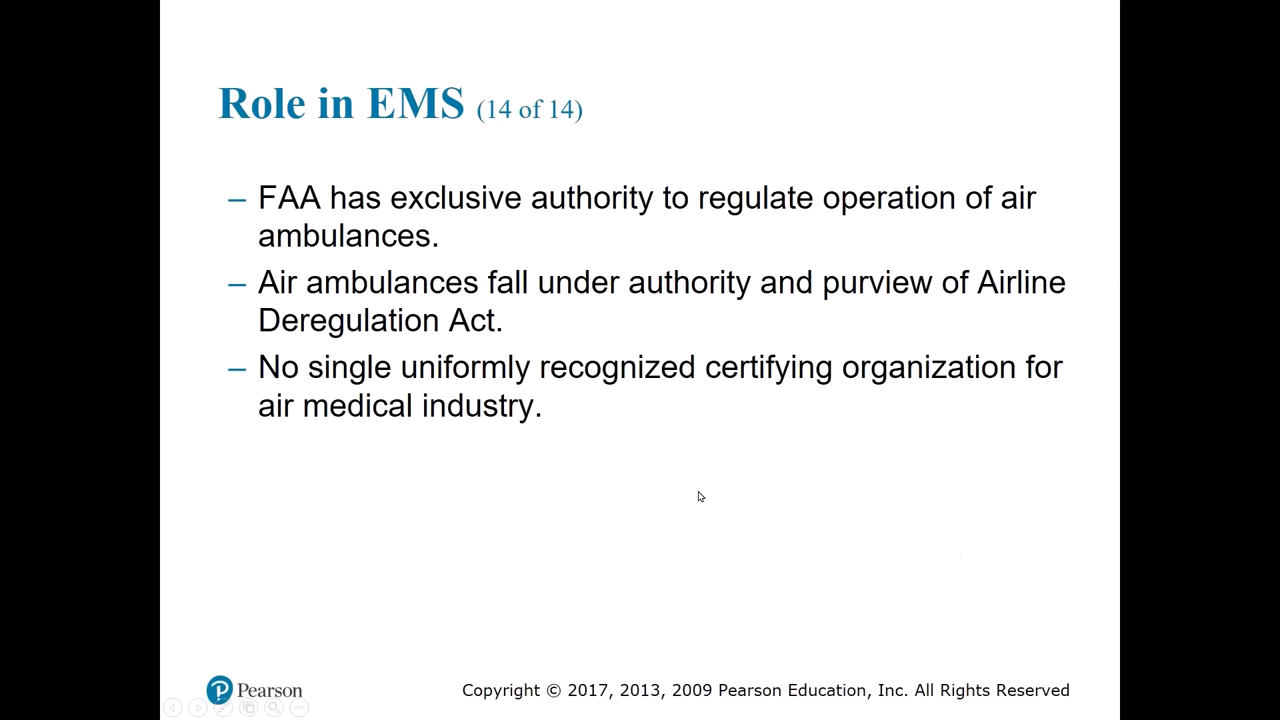 Role in EMS (14 of 14)
– FAA has exclusive authority to regulate operation of air
ambulances.
– Air ambulances fall under authority and purview of Airline
Deregulation Act.
– No single uniformly recognized certifying organization for
air medical industry.
P Pearson
Copyright © 2017, 2013, 2009 Pearson Education, Inc. All Rights Reserved